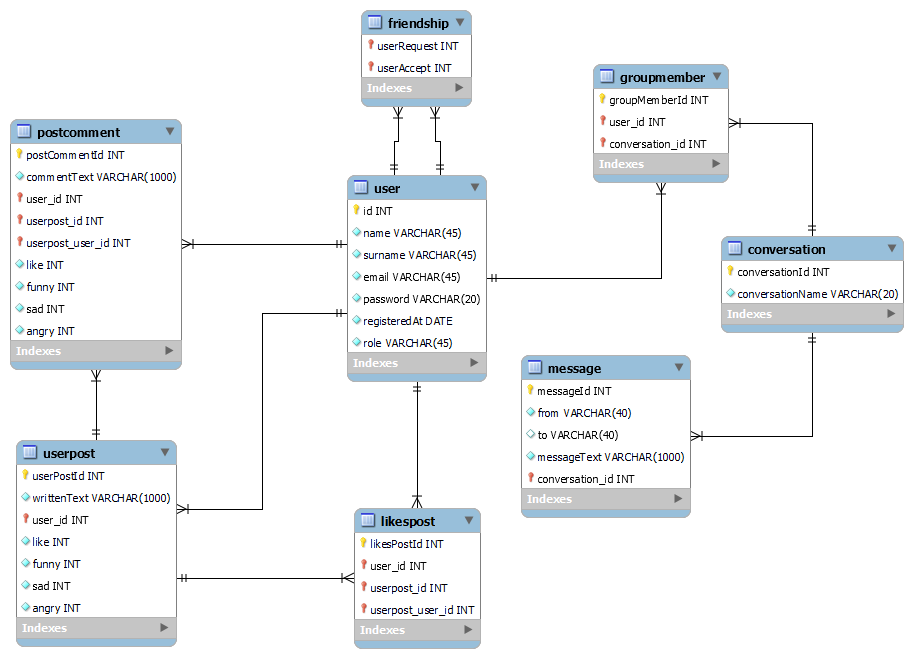 friendship
userRequest INT
userAccept INT
Indexes
groupmember
groupMemberId INT
user_id INT
conversation_id INT
Indexes
postcomment
postCommentId INT
commentText VARCHAR(1000)
user_id INT
userpost_id INT
userpost_user_id INT
like INT
funny INT
sad INT
angry INT
Indexes
user
id INT
name VARCHAR(45)
surname VARCHAR(45)
email VARCHAR(45)
password VARCHAR(20)
registeredAt DATE
role VARCHAR(45)
Indexes
conversation
conversationId INT
conversationName VARCHAR(20)
Indexes
message
messageId INT
from VARCHAR(40)
to VARCHAR(40)
messageText VARCHAR(1000)
conversation_id INT
Indexes
userpost
userPostId INT
writtenText VARCHAR(1000)
user_id INT
like INT
funny INT
sad INT
angry INT
Indexes
likespost
likesPostId INT
user_id INT
userpost_id INT
userpost_user_id INT
Indexes